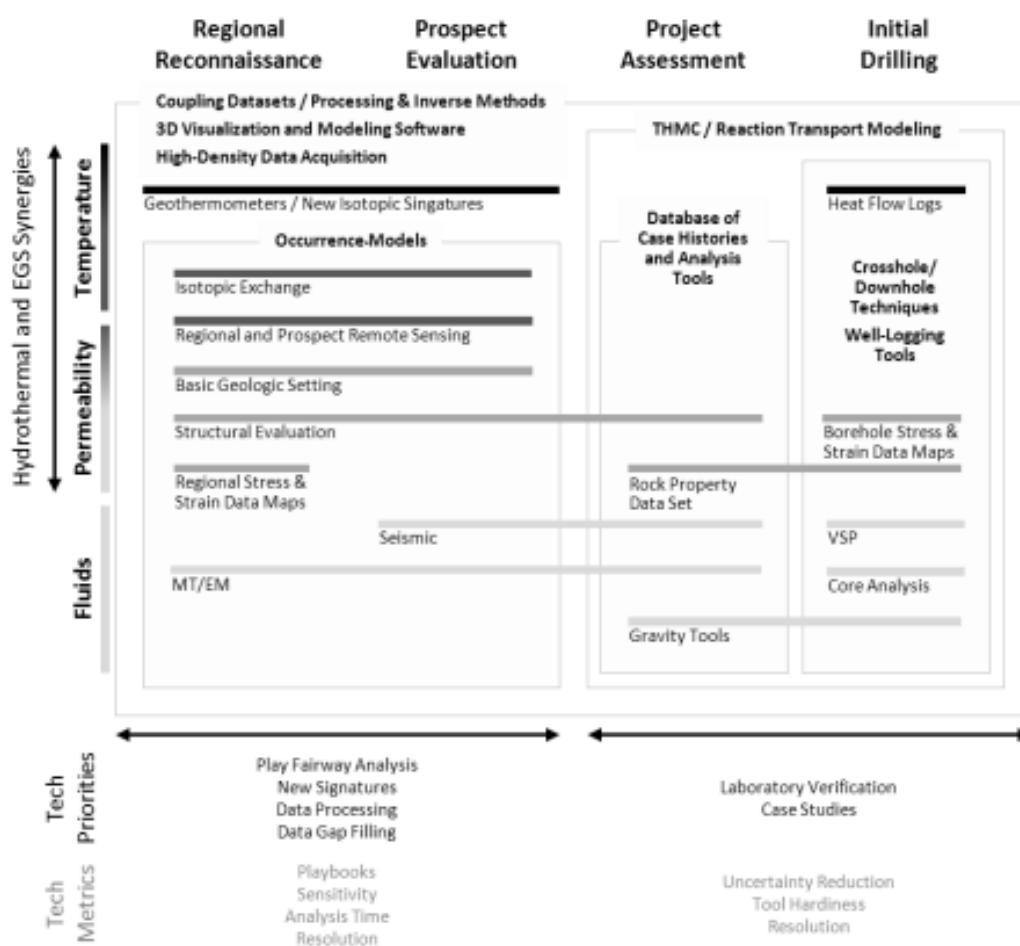 Regional
Reconnaissance
Prospect
Evaluation
Project
Assessment
Initial
Drilling
Coupling Datasets / Processing & Inverse Methods
3D Visualization and Modeling Software
High-Density Data Acquisition
THMC / Reaction Transport Modeling
Hydrothermal and EGS Synergies
Temperature
Geothermometers / New Isotopic Singatures
Heat Flow Logs
Occurrence-Models
Database of
Case Histories
and Analysis
Tools
Isotopic Exchange
Crosshole/
Downhole
Techniques
Regional and Prospect Remote Sensing
Well-Logging
Tools
Permeability
Basic Geologic Setting
Structural Evaluation
Borehole Stress &
Strain Data Maps
Regional Stress &
Strain Data Maps
Rock Property
Data Set
Fluids
Seismic
VSP
MT/EM
Core Analysis
Gravity Tools
Tech
Priorities
Play Fairway Analysis
New Signatures
Data Processing
Data Gap Filling
Laboratory Verification
Case Studies
Tech
Metrics
Playbooks
Sensitivity
Analysis Time
Resolution
Uncertainty Reduction
Tool Hardiness
Resolution